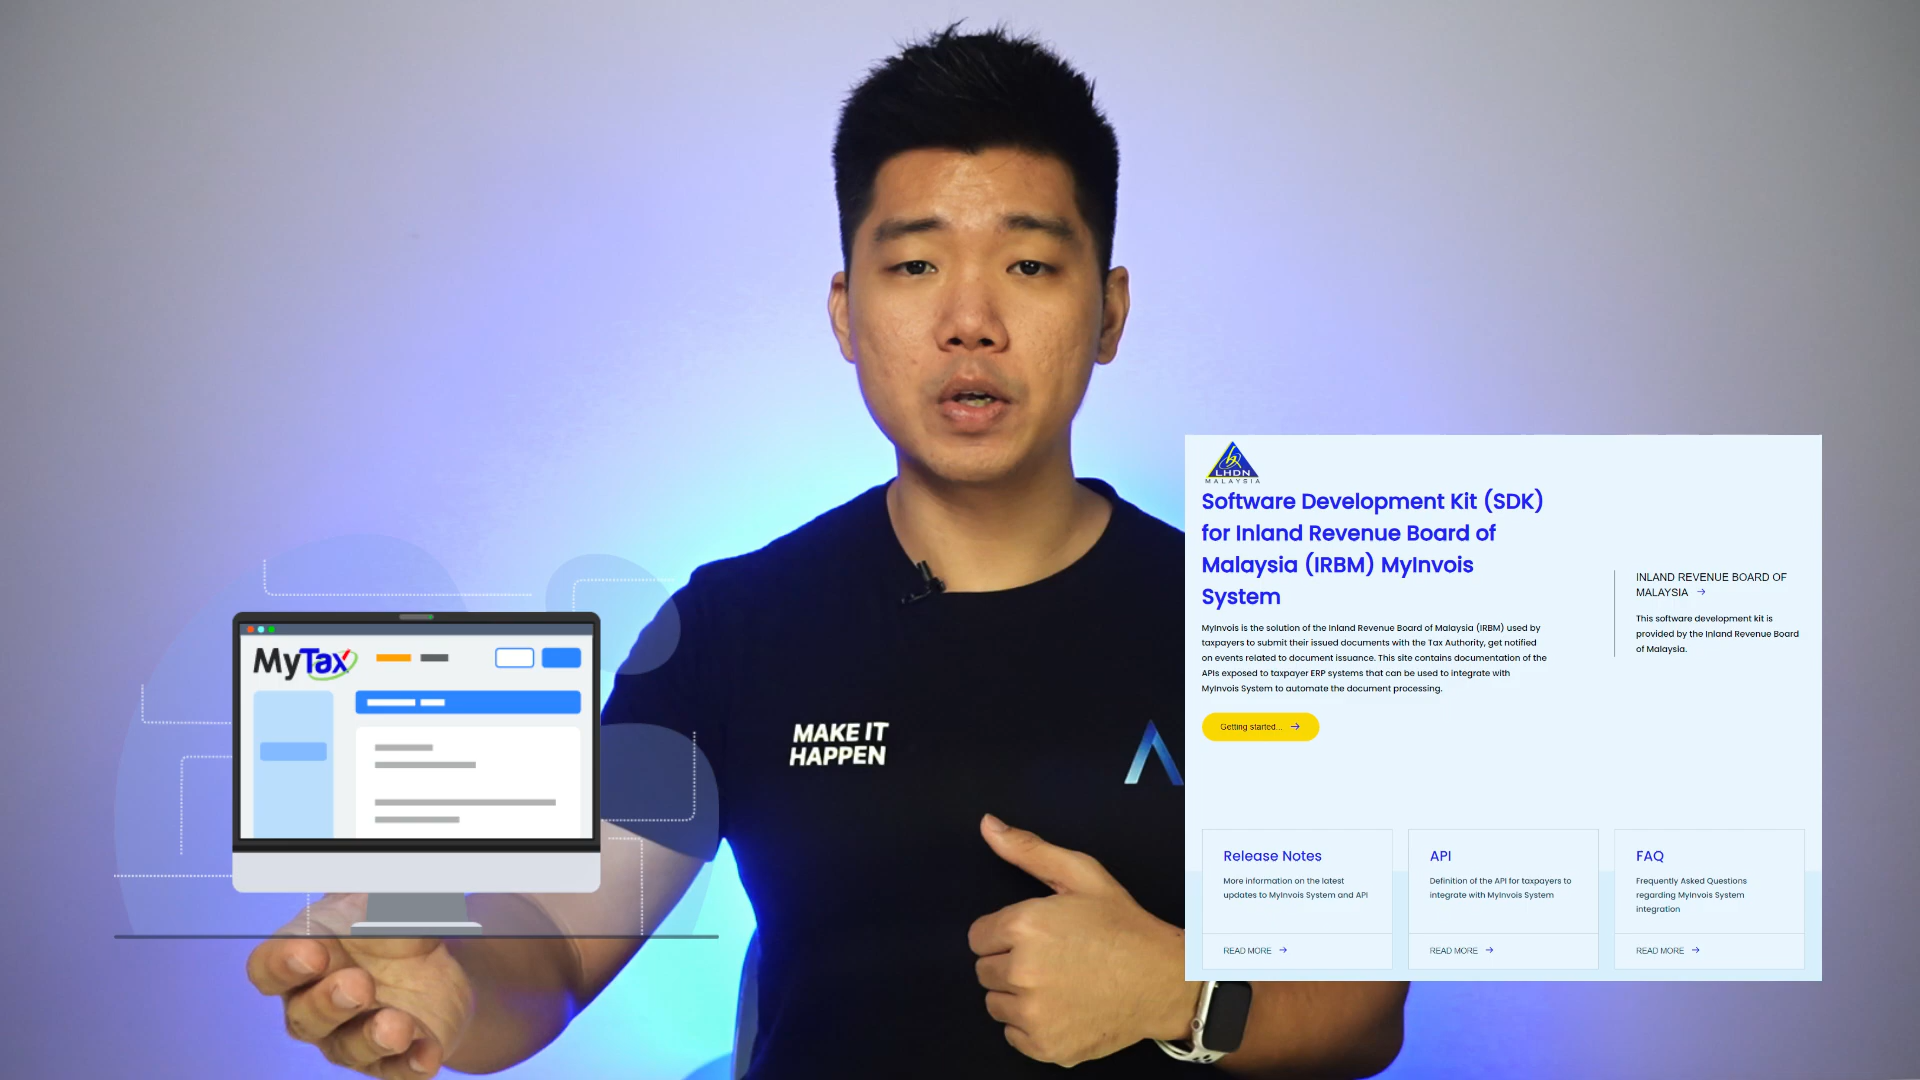 MyTax
MAKE IT
HAPPEN
LHDN
MALAYSIA
Software Development Kit (SDK)
for Inland Revenue Board of
Malaysia (IRBM) MyInvois
System
MyInvois is the solution of the Inland Revenue Board of Malaysia (IRBM) used by
taxpayers to submit their issued documents with the Tax Authority, get notified
on events related to document issuance. This site contains documentation of the
APIs exposed to taxpayer ERP systems that can be used to integrate with
MyInvois System to automate the document processing.
Getting started...
INLAND REVENUE BOARD OF
MALAYSIA
This software development kit is
provided by the Inland Revenue Board
of Malaysia.
Release Notes
More information on the latest
updates to MyInvois System and API
READ MORE
API
Definition of the API for taxpayers to
integrate with MyInvois System
READ MORE
FAQ
Frequently Asked Questions
regarding MyInvois System
integration
READ MORE